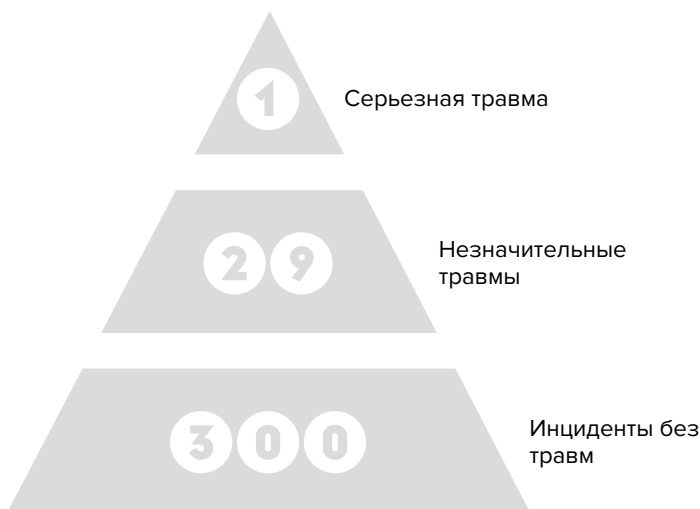 1
Серьезная травма
29
Незначительные
травмы
300
Инциденты без
травм